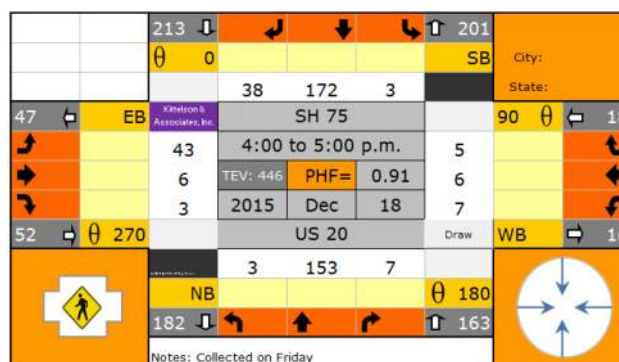 213 201
θ 0 SB City:
38 172 3 State:
47 EB Kittelson & Associates, Inc. SH 75 90 θ
43 4:00 to 5:00 p.m. 5
6 TEV: 446 PHF= 0.91 6
3 2015 Dec 18 7
52 θ 270 US 20 Draw WB
3 153 7
NB θ 180
182 163
Notes: Collected on Friday